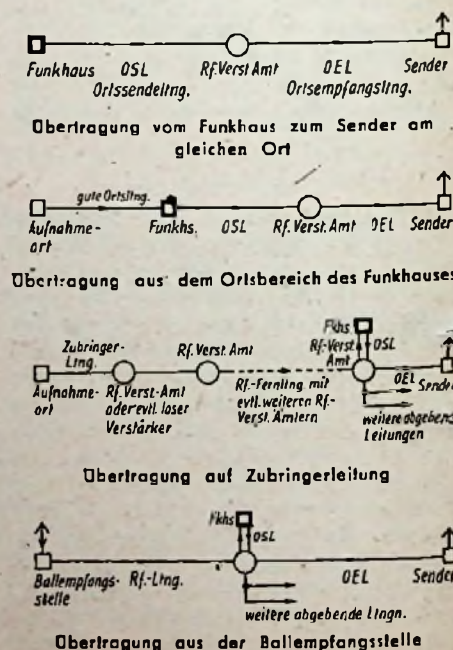 Funkhaus OSL Rf.Verst Amt OEL Sender
Ortssendeltng. Ortsempfangsltng.
Übertragung vom Funkhaus zum Sender am
gleichen Ort
gute Ortsltng.
Aufnahme- Funkhs. OSL Rf.Verst. Amt OEL Sender
ort
Übertragung aus dem Ortsbereich des Funkhauses
Zubringer-
Ltng.
Rf.Verst. Amt
Fkhs.
Rf.-Verst.
Amt
OSL
Aufnahme-
ort
Rf.Verst-Amt
oder evtl. loser
Verstärker
Rf.-Fernltng. mit
evtl. weiteren Rf.-
Verst. Ämtern
OEL Sender
weitere abgebend
Leitungen
Übertragung auf Zubringerleitung
Fkhs.
OSL
Ballempfangs- Rf.-Ltng. OEL Sender
stelle
weitere abgebende Ltngn.
Übertragung aus der Ballempfangsstelle